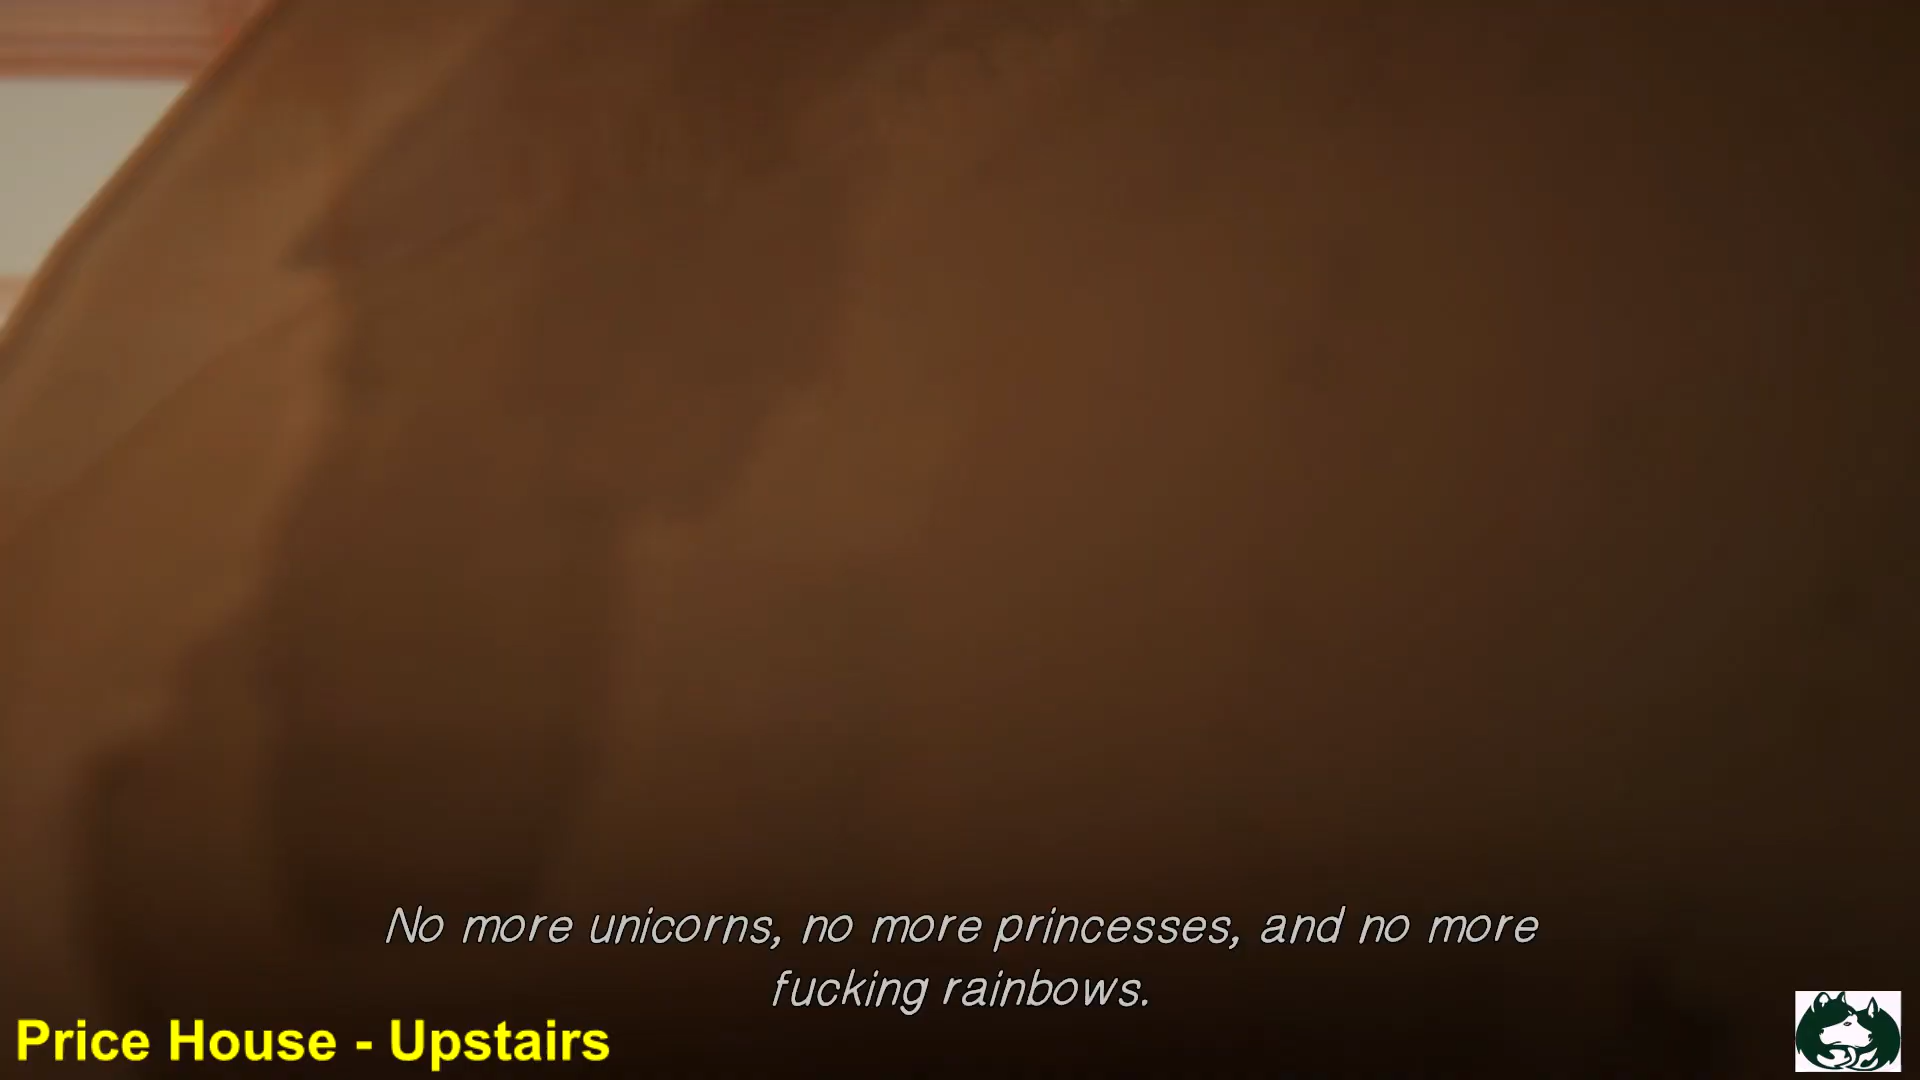 No more unicorns, no more princesses, and no more
fucking rainbows.
Price House - Upstairs